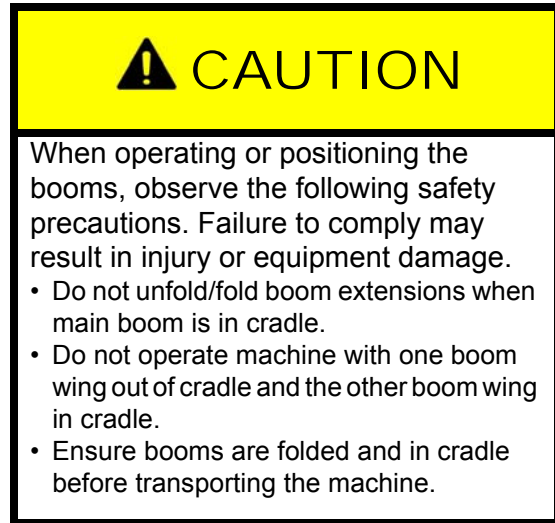 CAUTION
When operating or positioning the
booms, observe the following safety
precautions. Failure to comply may
result in injury or equipment damage.
• Do not unfold/fold boom extensions when
main boom is in cradle.
• Do not operate machine with one boom
wing out of cradle and the other boom wing
in cradle.
• Ensure booms are folded and in cradle
before transporting the machine.